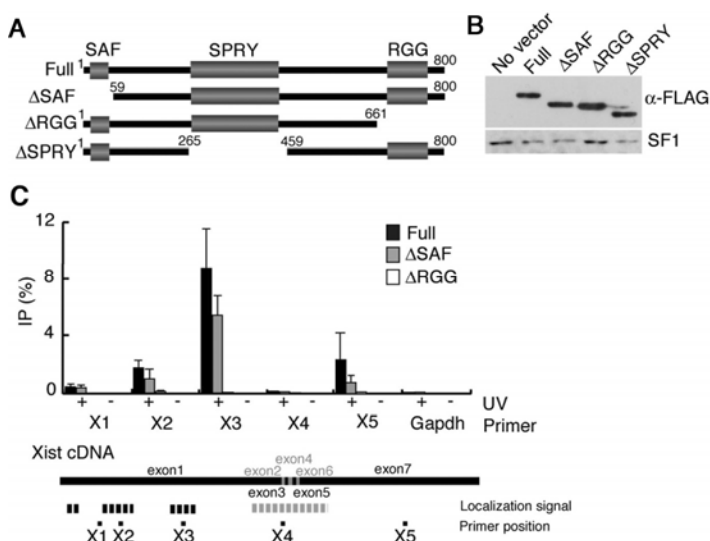 A
SAF SPRY RGG
Full 1 800
ΔSAF 59 800
ΔRGG 1 661
ΔSPRY 1 265 459 800
B
No vector Full ΔSAF ΔRGG ΔSPRY
α-FLAG
SF1
C
12
8
4
0
IP (%)
Full
ΔSAF
ΔRGG
+ - + - + - + - + - + - UV
X1 X2 X3 X4 X5 Gapdh Primer
Xist cDNA
exon4
exon1 exon2 exon6 exon7
exon3 exon5
Localization signal
Primer position
X1 X2 X3 X4 X5